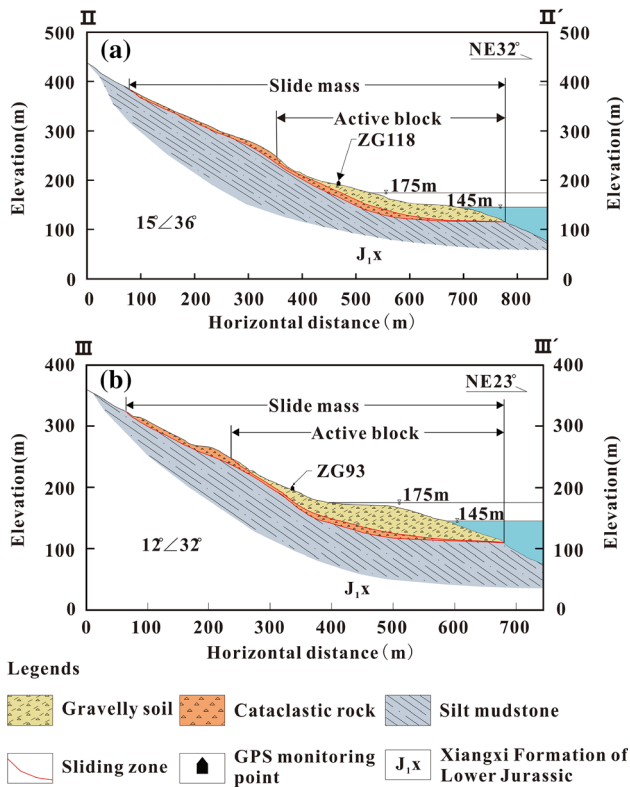 II
II´
(a)
NE32°
500
400
300
200
100
0
Elevation(m)
Slide mass
Active block
ZG118
175m
145m
15°∠36°
J₁x
500
400
300
200
100
0
Elevation(m)
0 100 200 300 400 500 600 700 800
Horizontal distance(m)
III
III´
(b)
NE23°
400
300
200
100
0
Elevation(m)
Slide mass
Active block
ZG93
175m
145m
12°∠32°
J₁x
400
300
200
100
0
Elevation(m)
0 100 200 300 400 500 600 700
Horizontal distance(m)
Legends
Gravelly soil
Cataclastic rock
Silt mudstone
Sliding zone
GPS monitoring
point
J₁x
Xiangxi Formation of
Lower Jurassic